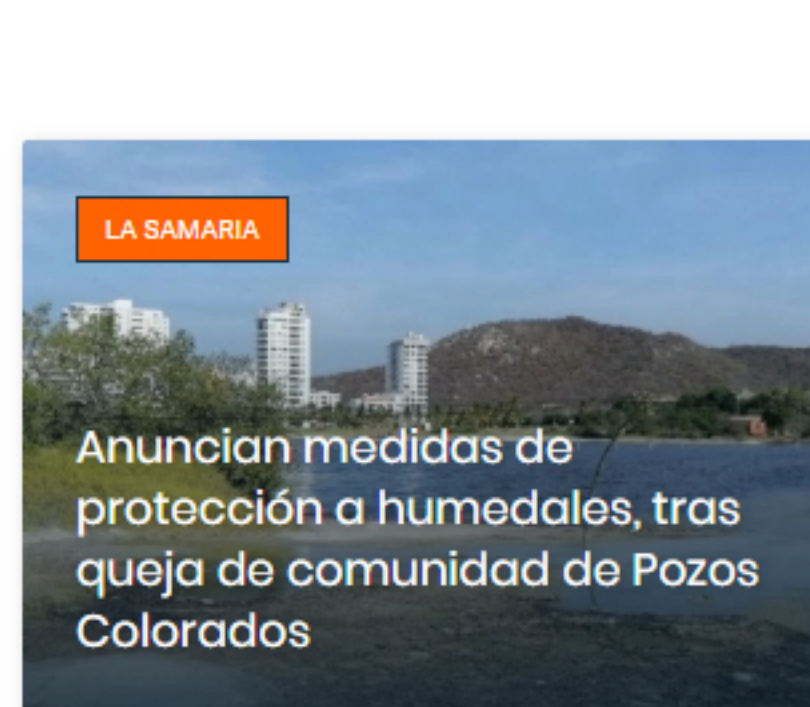 LA SAMARIA
Anuncian medidas de
protección a humedales, tras
queja de comunidad de Pozos
Colorados